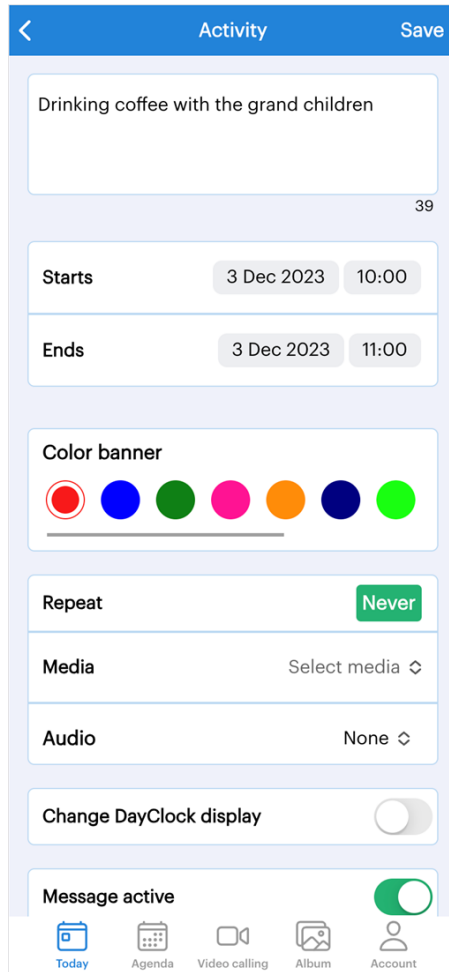 Activity Save
Drinking coffee with the grand children
39
Starts 3 Dec 2023 10:00
Ends 3 Dec 2023 11:00
Color banner
Repeat Never
Media Select media
Audio None
Change DayClock display
Message active
Today Agenda Video calling Album Account